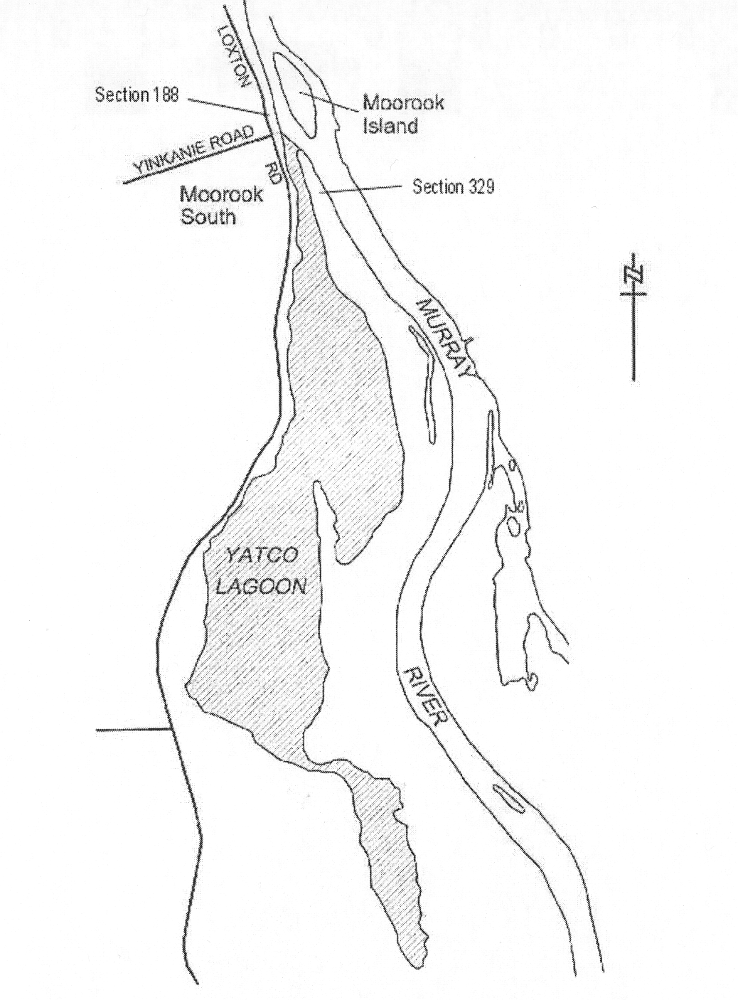 LOXTON
Section 188
Moorook
Island
YINKANIE ROAD
RD
Section 329
Moorook
South
N
MURRAY
YATCO
LAGOON
RIVER